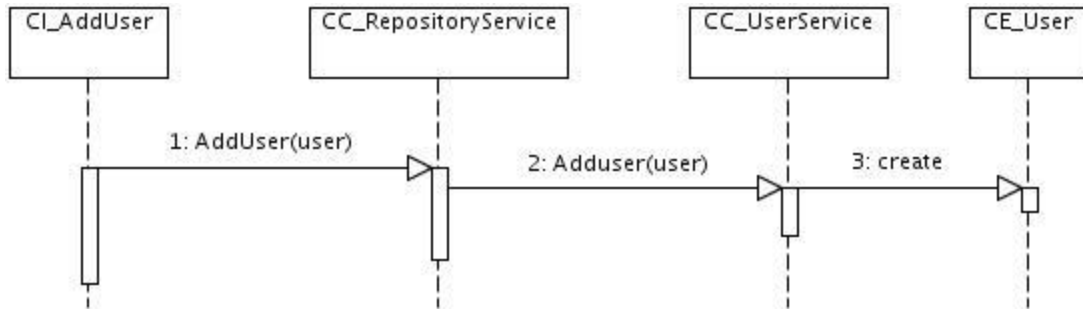 CI_AddUser
CC_RepositoryService
CC_UserService
CE_User
1: AddUser(user)
2: Adduser(user)
3: create